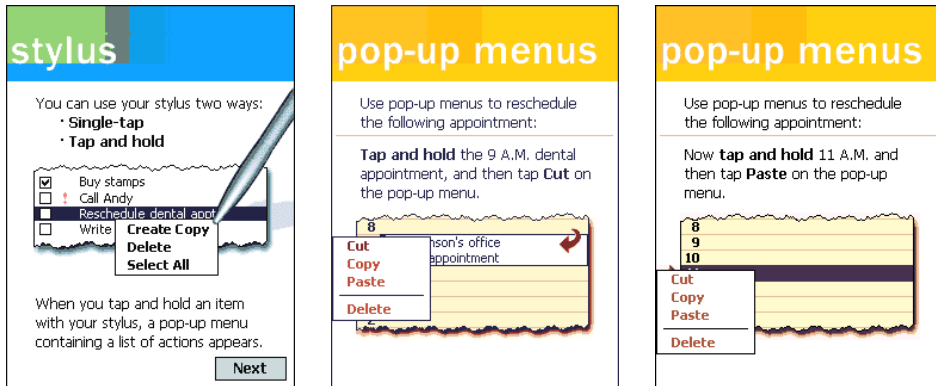 stylus
You can use your stylus two ways:
· Single-tap
· Tap and hold
Buy stamps
! Call Andy
Reschedule dental appt
Write
Create Copy
Delete
Select All
When you tap and hold an item
with your stylus, a pop-up menu
containing a list of actions appears.
Next
pop-up menus
Use pop-up menus to reschedule
the following appointment:
Tap and hold the 9 A.M. dental
appointment, and then tap Cut on
the pop-up menu.
8
nson's office
appointment
Cut
Copy
Paste
Delete
2
pop-up menus
Use pop-up menus to reschedule
the following appointment:
Now tap and hold 11 A.M. and
then tap Paste on the pop-up
menu.
8
9
10
Cut
Copy
Paste
Delete